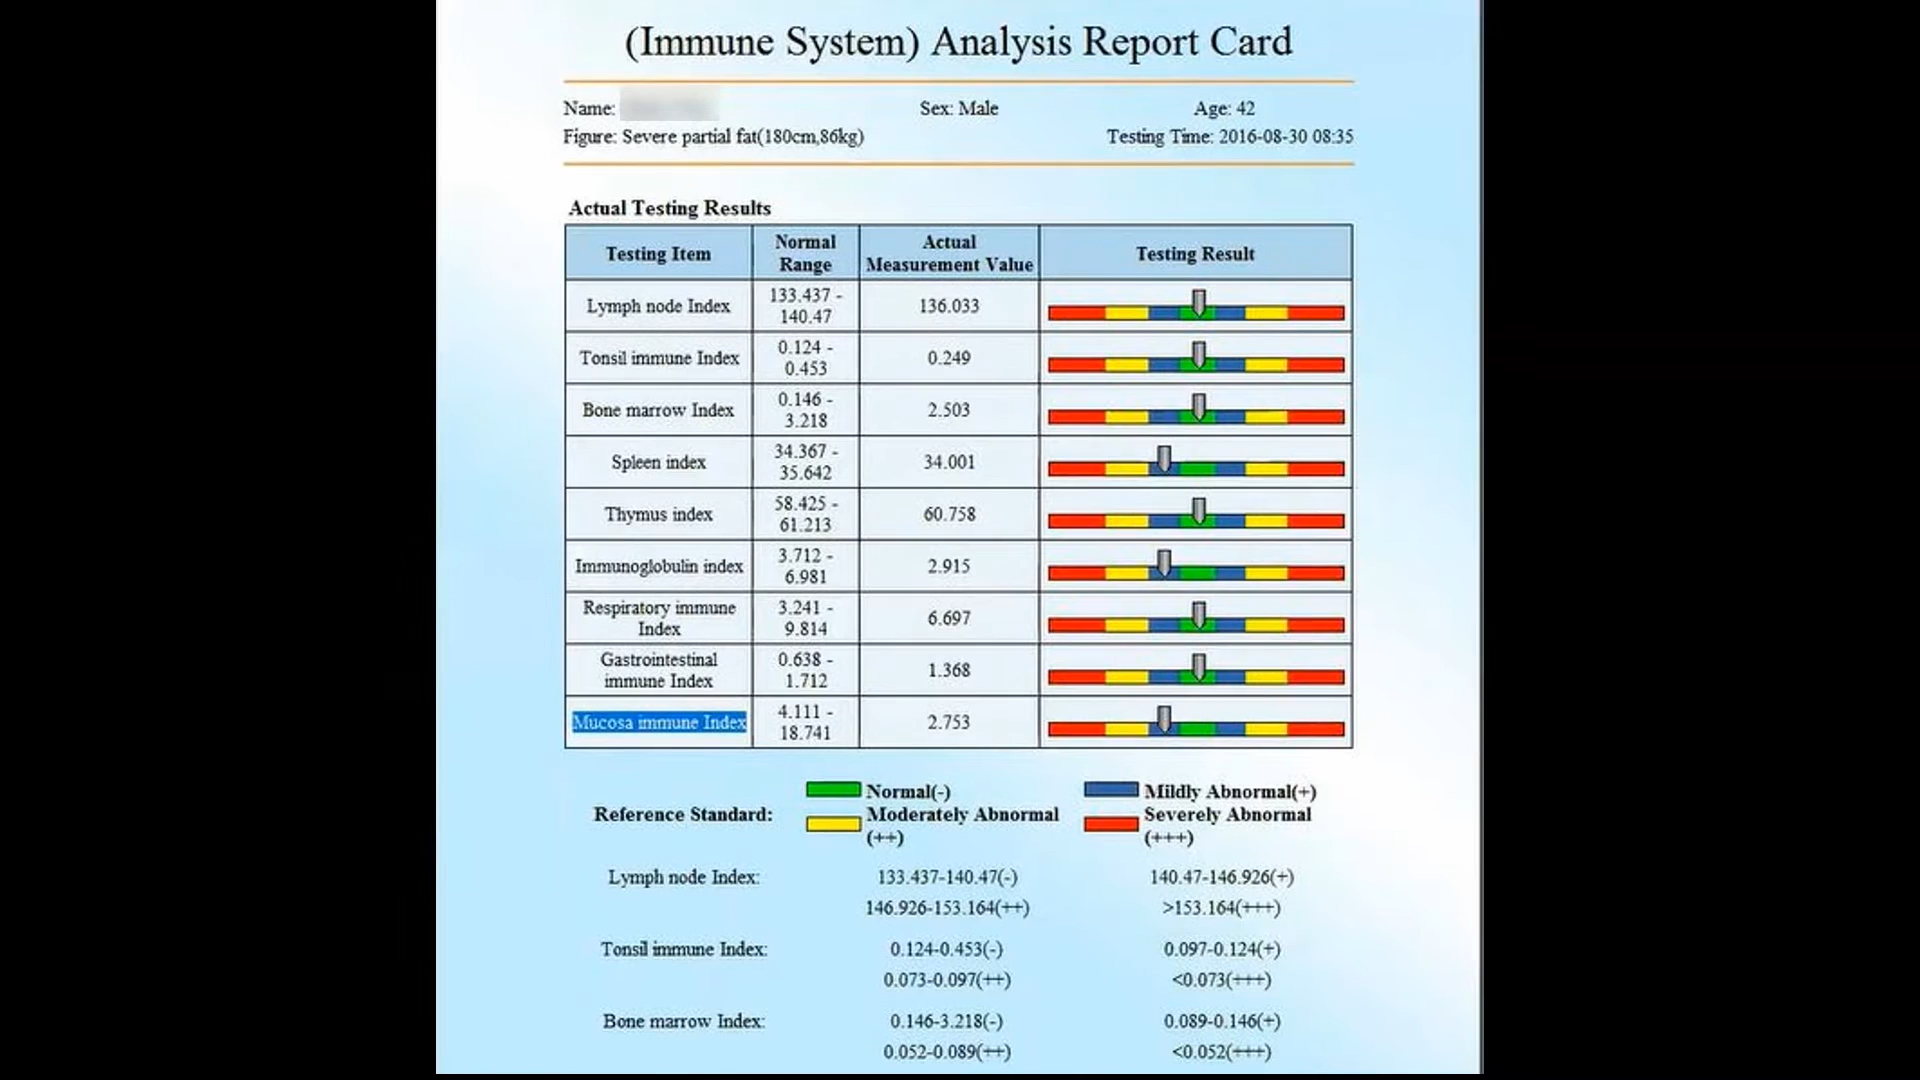 (Immune System) Analysis Report Card
Name: Sex: Male Age: 42
Figure: Severe partial fat(180cm,86kg) Testing Time: 2016-08-30 08:35
Actual Testing Results
Testing Item Normal Range Actual Measurement Value Testing Result
Lymph node Index 133.437 - 140.47 136.033
Tonsil immune Index 0.124 - 0.453 0.249
Bone marrow Index 0.146 - 3.218 2.503
Spleen index 34.367 - 35.642 34.001
Thymus index 58.425 - 61.213 60.758
Immunoglobulin index 3.712 - 6.981 2.915
Respiratory immune Index 3.241 - 9.814 6.697
Gastrointestinal immune Index 0.638 - 1.712 1.368
Mucosa immune Index 4.111 - 18.741 2.753
Reference Standard: Normal(-) Mildly Abnormal(+)
Moderately Abnormal (++) Severely Abnormal (+++)
Lymph node Index: 133.437-140.47(-) 140.47-146.926(+)
146.926-153.164(++) >153.164(+++)
Tonsil immune Index: 0.124-0.453(-) 0.097-0.124(+)
0.073-0.097(++) <0.073(+++)
Bone marrow Index: 0.146-3.218(-) 0.089-0.146(+)
0.052-0.089(++) <0.052(+++)